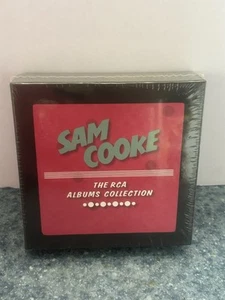 SAM
COOKE
THE RCA
ALBUMS COLLECTION